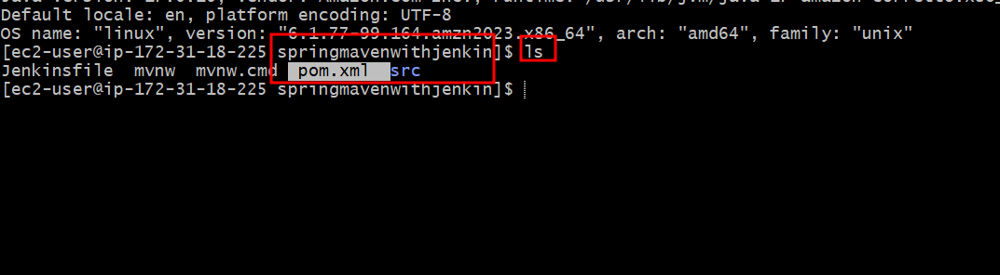 Default locale: en, platform encoding: UTF-8
OS name: "linux", version: "6.1.77-99.164.amzn2023.x86_64", arch: "amd64", family: "unix"
[ec2-user@ip-172-31-18-225 springmavenwithjenkin]$ ls
Jenkinsfile  mvnw  mvnw.cmd  pom.xml  src
[ec2-user@ip-172-31-18-225 springmavenwithjenkin]$